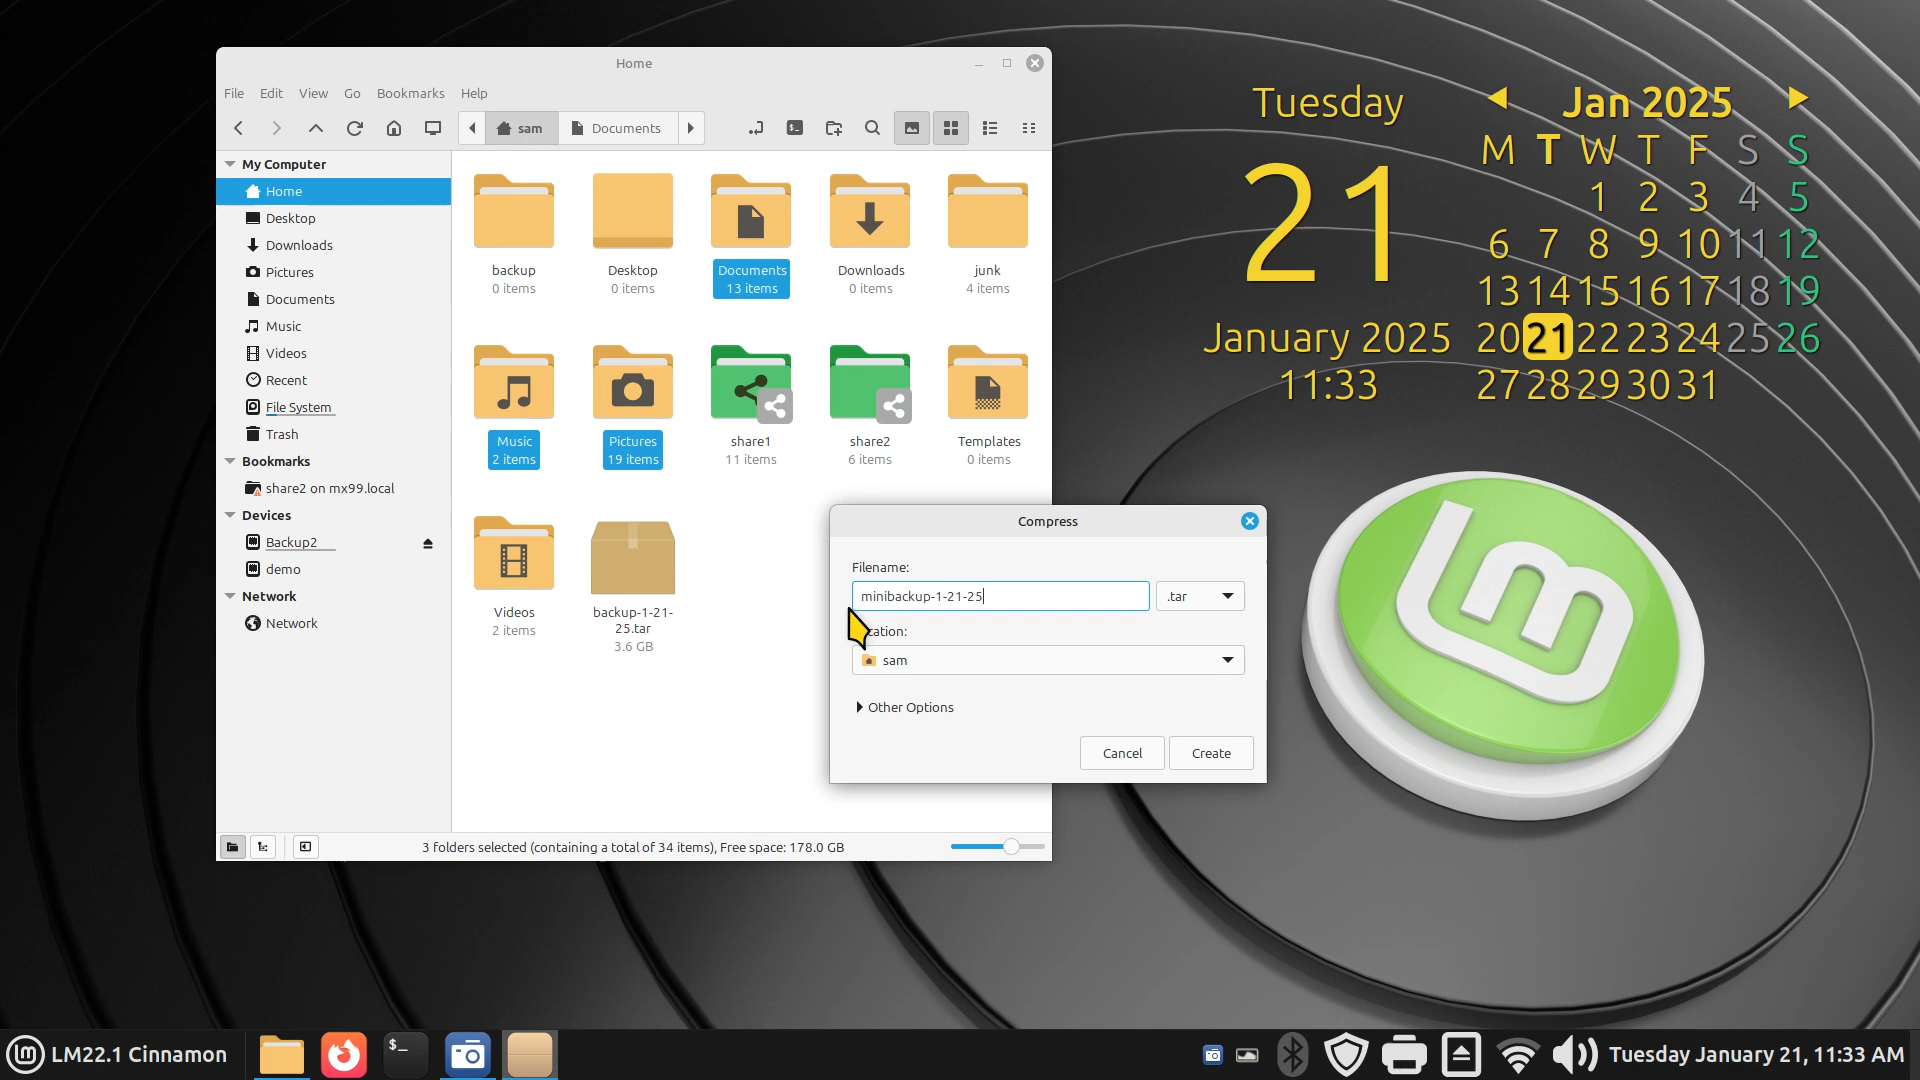 Home
File Edit View Go Bookmarks Help
sam Documents
My Computer
Home
Desktop
Downloads
Pictures
Documents
Music
Videos
Recent
File System
Trash
Bookmarks
share2 on mx99.local
Devices
Backup2
demo
Network
Network
backup
0 items
Desktop
0 items
Documents
13 items
Downloads
0 items
junk
4 items
Music
2 items
Pictures
19 items
share1
11 items
share2
6 items
Templates
0 items
Videos
2 items
backup-1-21-
25.tar
3.6 GB
3 folders selected (containing a total of 34 items), Free space: 178.0 GB
Compress
Filename:
minibackup-1-21-25 .tar
cation:
sam
Other Options
Cancel Create
Tuesday
21
January 2025
11:33
Jan 2025
M T W T F S S
1 2 3 4 5
6 7 8 9 10 11 12
13 14 15 16 17 18 19
20 21 22 23 24 25 26
27 28 29 30 31
LM22.1 Cinnamon
$_
Tuesday January 21, 11:33 AM